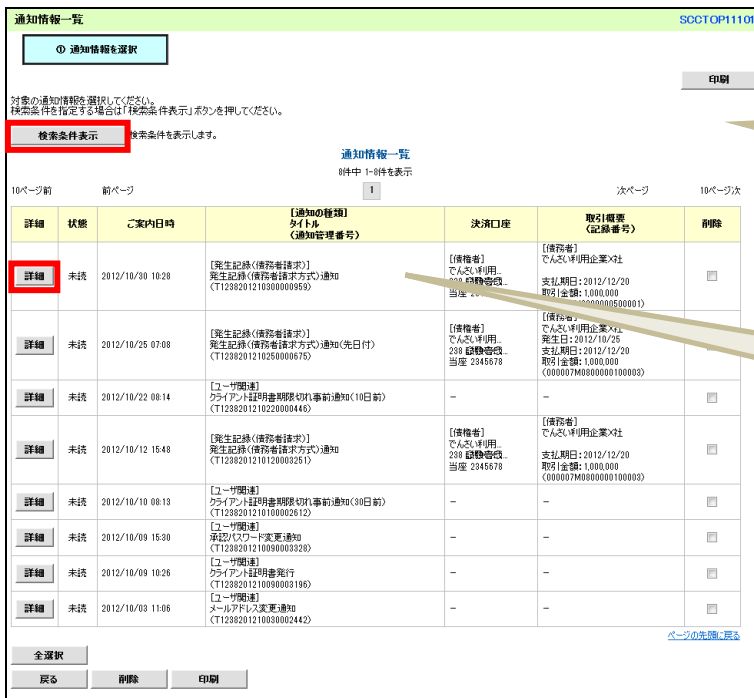 通知情報一覧 SCCTOP11101
① 通知情報を選択
印刷
対象の通知情報を選択してください。
検索条件を指定する場合は「検索条件表示」ボタンを押してください。
検索条件表示 検索条件を表示します。
通知情報一覧
8件中 1-8件を表示
10ページ前 前ページ 1 次ページ 10ページ次
詳細 状態 ご案内日時 [通知の種類] タイトル (通知管理番号) 決済口座 取引概要 (記録番号) 削除
詳細 未読 2012/10/30 10:28
[発生記録(債務者請求)]
発生記録(債務者請求方式)通知
(T1238201210300000959)
[債権者]
でんさい利用…
当座
[債務者]
でんさい利用企業X社
支払期日:2012/12/20
取引金額:1,000,000
詳細 未読 2012/10/25 07:08
[発生記録(債務者請求)]
発生記録(債務者請求方式)通知(先日付)
(T1238201210250000675)
[債権者]
でんさい利用…
238
当座 2345678
[債務者]
でんさい利用企業X社
発生日:2012/10/25
支払期日:2012/12/20
取引金額:1,000,000
(000007M0800000100003)
詳細 未読 2012/10/22 08:14
[ユーザ関連]
クライアント証明書期限切れ事前通知(10日前)
(T1238201210220000446)
− −
詳細 未読 2012/10/12 15:48
[発生記録(債務者請求)]
発生記録(債務者請求方式)通知
(T1238201210120003251)
[債権者]
でんさい利用…
238
当座 2345678
[債務者]
でんさい利用企業X社
支払期日:2012/12/20
取引金額:1,000,000
(000007M0800000100003)
詳細 未読 2012/10/10 08:13
[ユーザ関連]
クライアント証明書期限切れ事前通知(30日前)
(T1238201210100002612)
− −
詳細 未読 2012/10/09 15:30
[ユーザ関連]
承認パスワード変更通知
(T1238201210090003328)
− −
詳細 未読 2012/10/09 10:26
[ユーザ関連]
クライアント証明書発行
(T1238201210090003196)
− −
詳細 未読 2012/10/03 11:06
[ユーザ関連]
メールアドレス変更通知
(T1238201210030002442)
− −
ページの先頭に戻る
全選択
戻る 削除 印刷